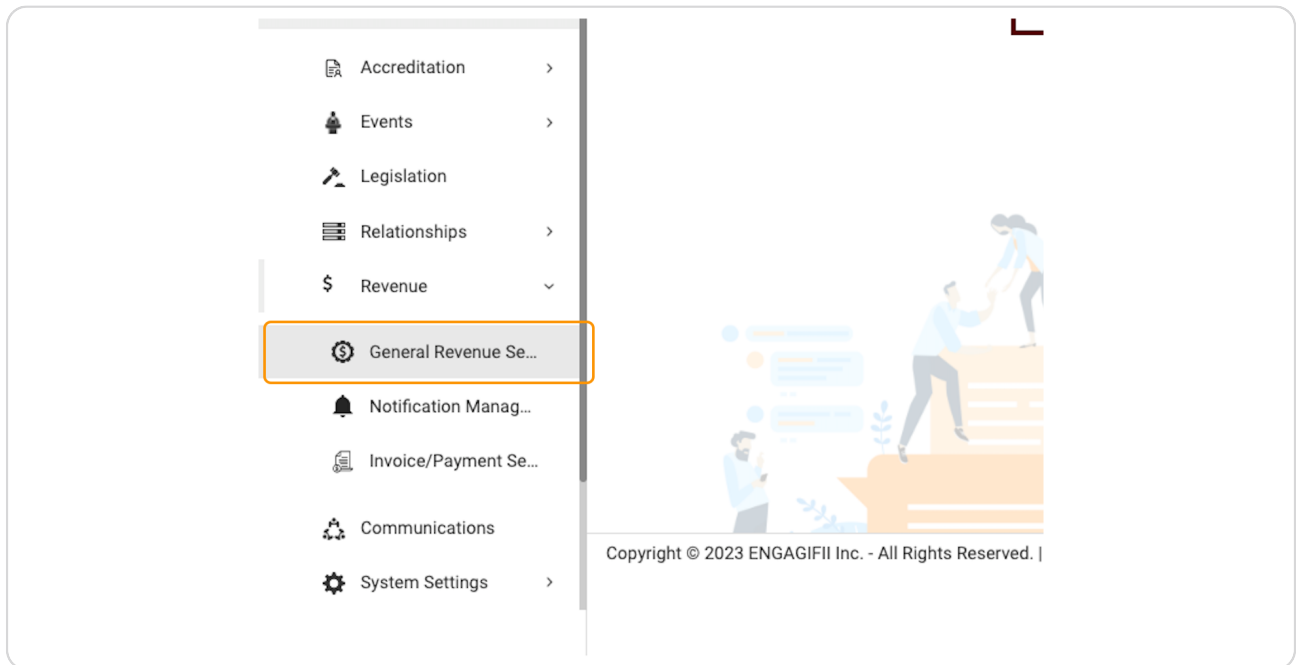 Accreditation
Events
Legislation
Relationships
$ Revenue
General Revenue Se...
Notification Manag...
Invoice/Payment Se...
Communications
System Settings
Copyright © 2023 ENGAGIFII Inc. - All Rights Reserved. |